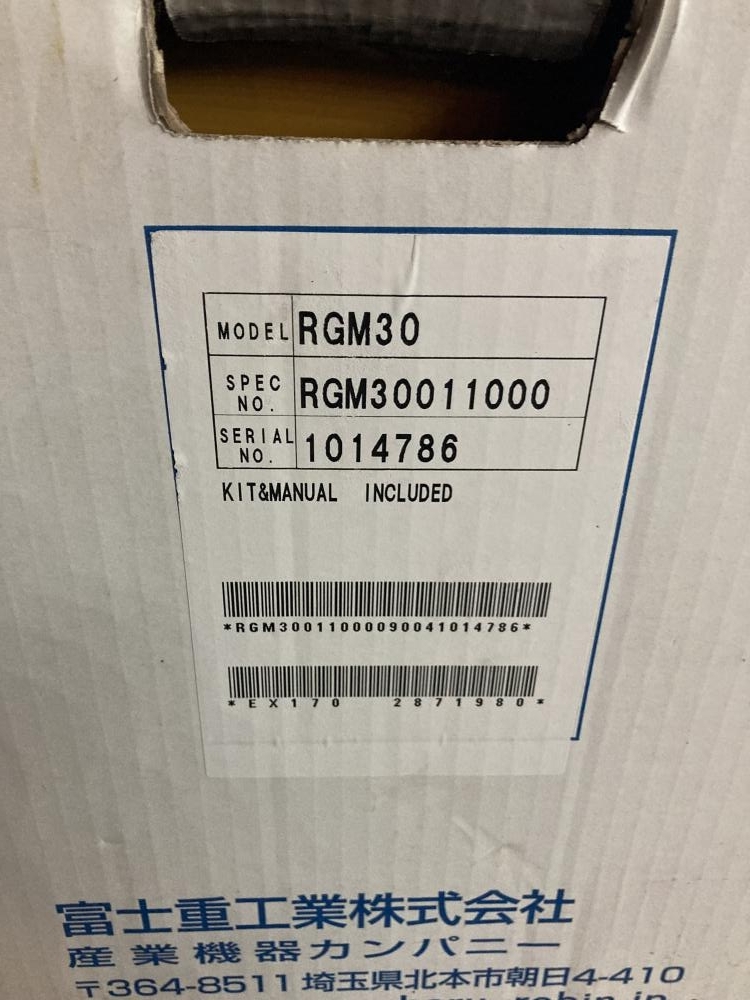 MODEL RGM30
SPEC NO. RGM30011000
SERIAL NO. 1014786
KIT&MANUAL INCLUDED
*RGM3001100090041014786*
*EX170 2871980*
富士重工業株式会社
産業機器カンパニー
〒364-8511 埼玉県北本市朝日4-410